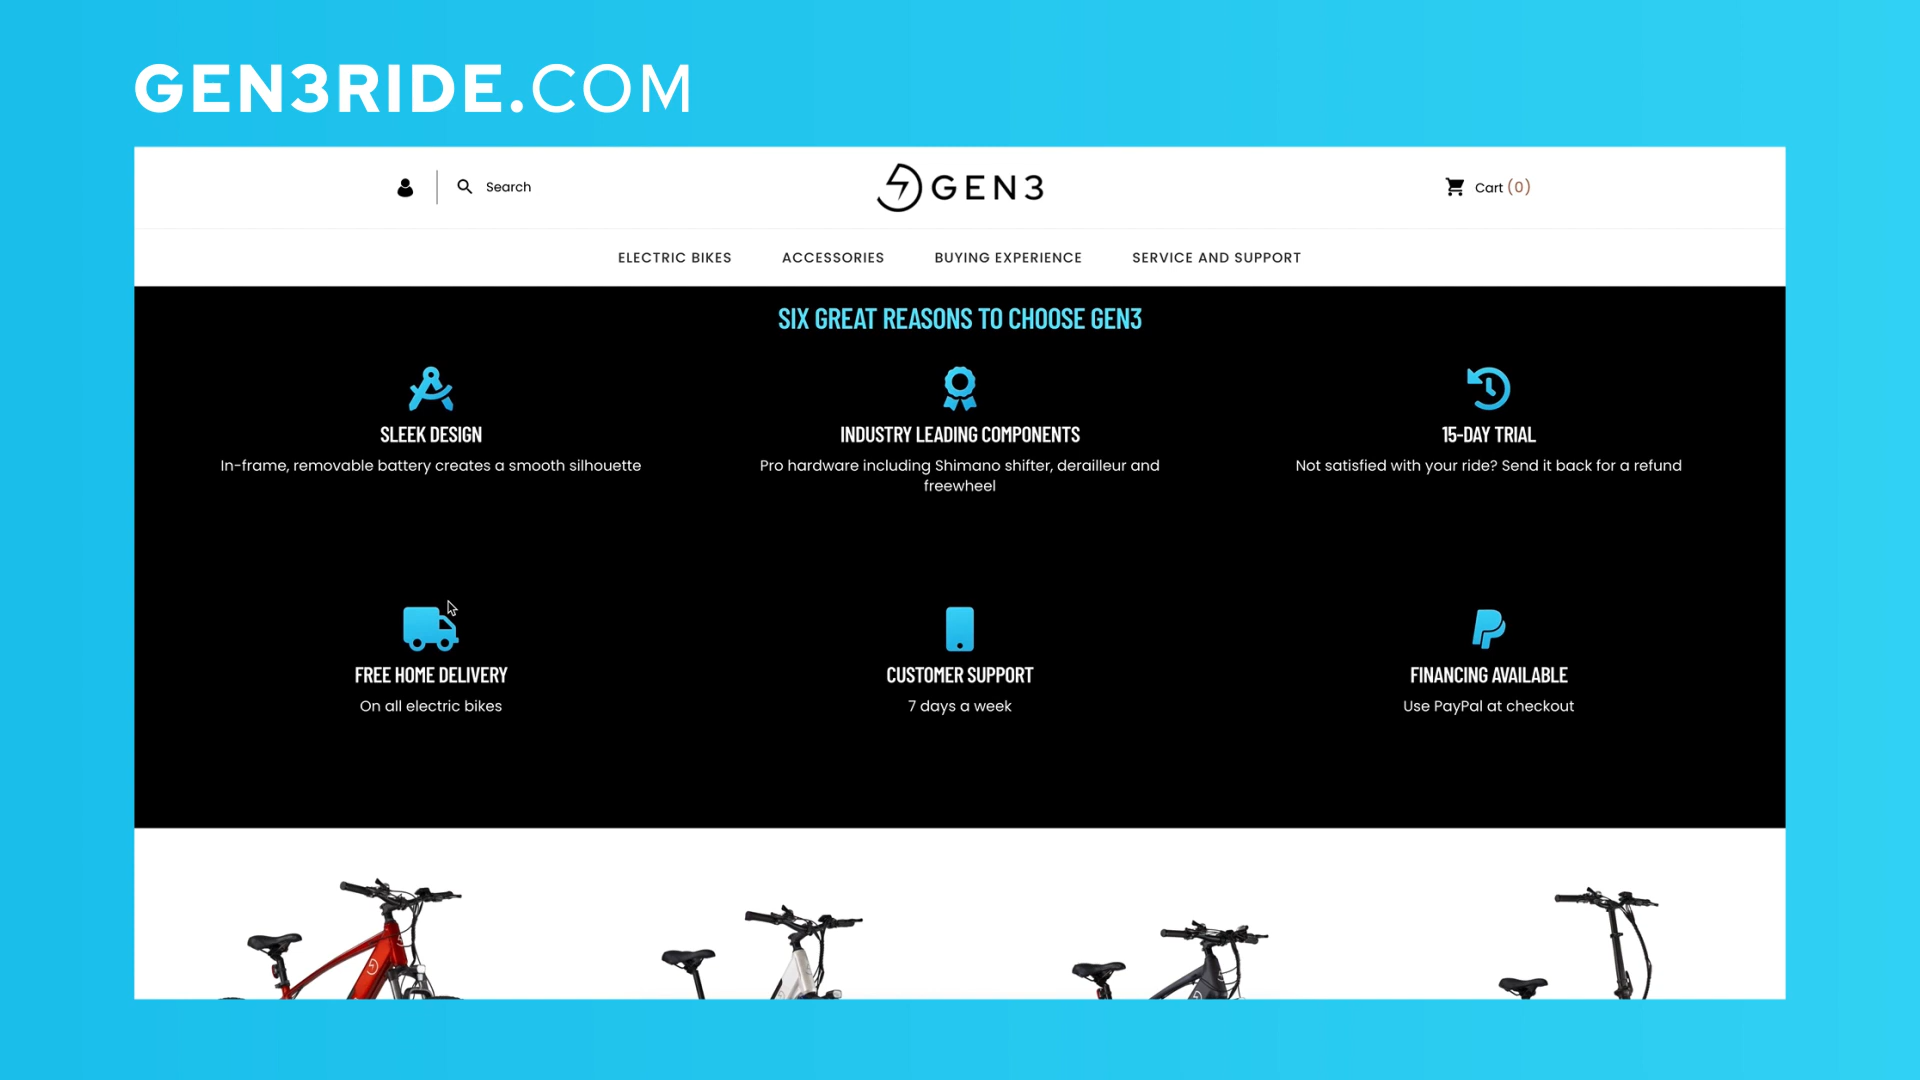 GEN3RIDE.COM
Search
GEN3
Cart (0)
ELECTRIC BIKES
ACCESSORIES
BUYING EXPERIENCE
SERVICE AND SUPPORT
SIX GREAT REASONS TO CHOOSE GEN3
SLEEK DESIGN
In-frame, removable battery creates a smooth silhouette
INDUSTRY LEADING COMPONENTS
Pro hardware including Shimano shifter, derailleur and
freewheel
15-DAY TRIAL
Not satisfied with your ride? Send it back for a refund
FREE HOME DELIVERY
On all electric bikes
CUSTOMER SUPPORT
7 days a week
FINANCING AVAILABLE
Use PayPal at checkout